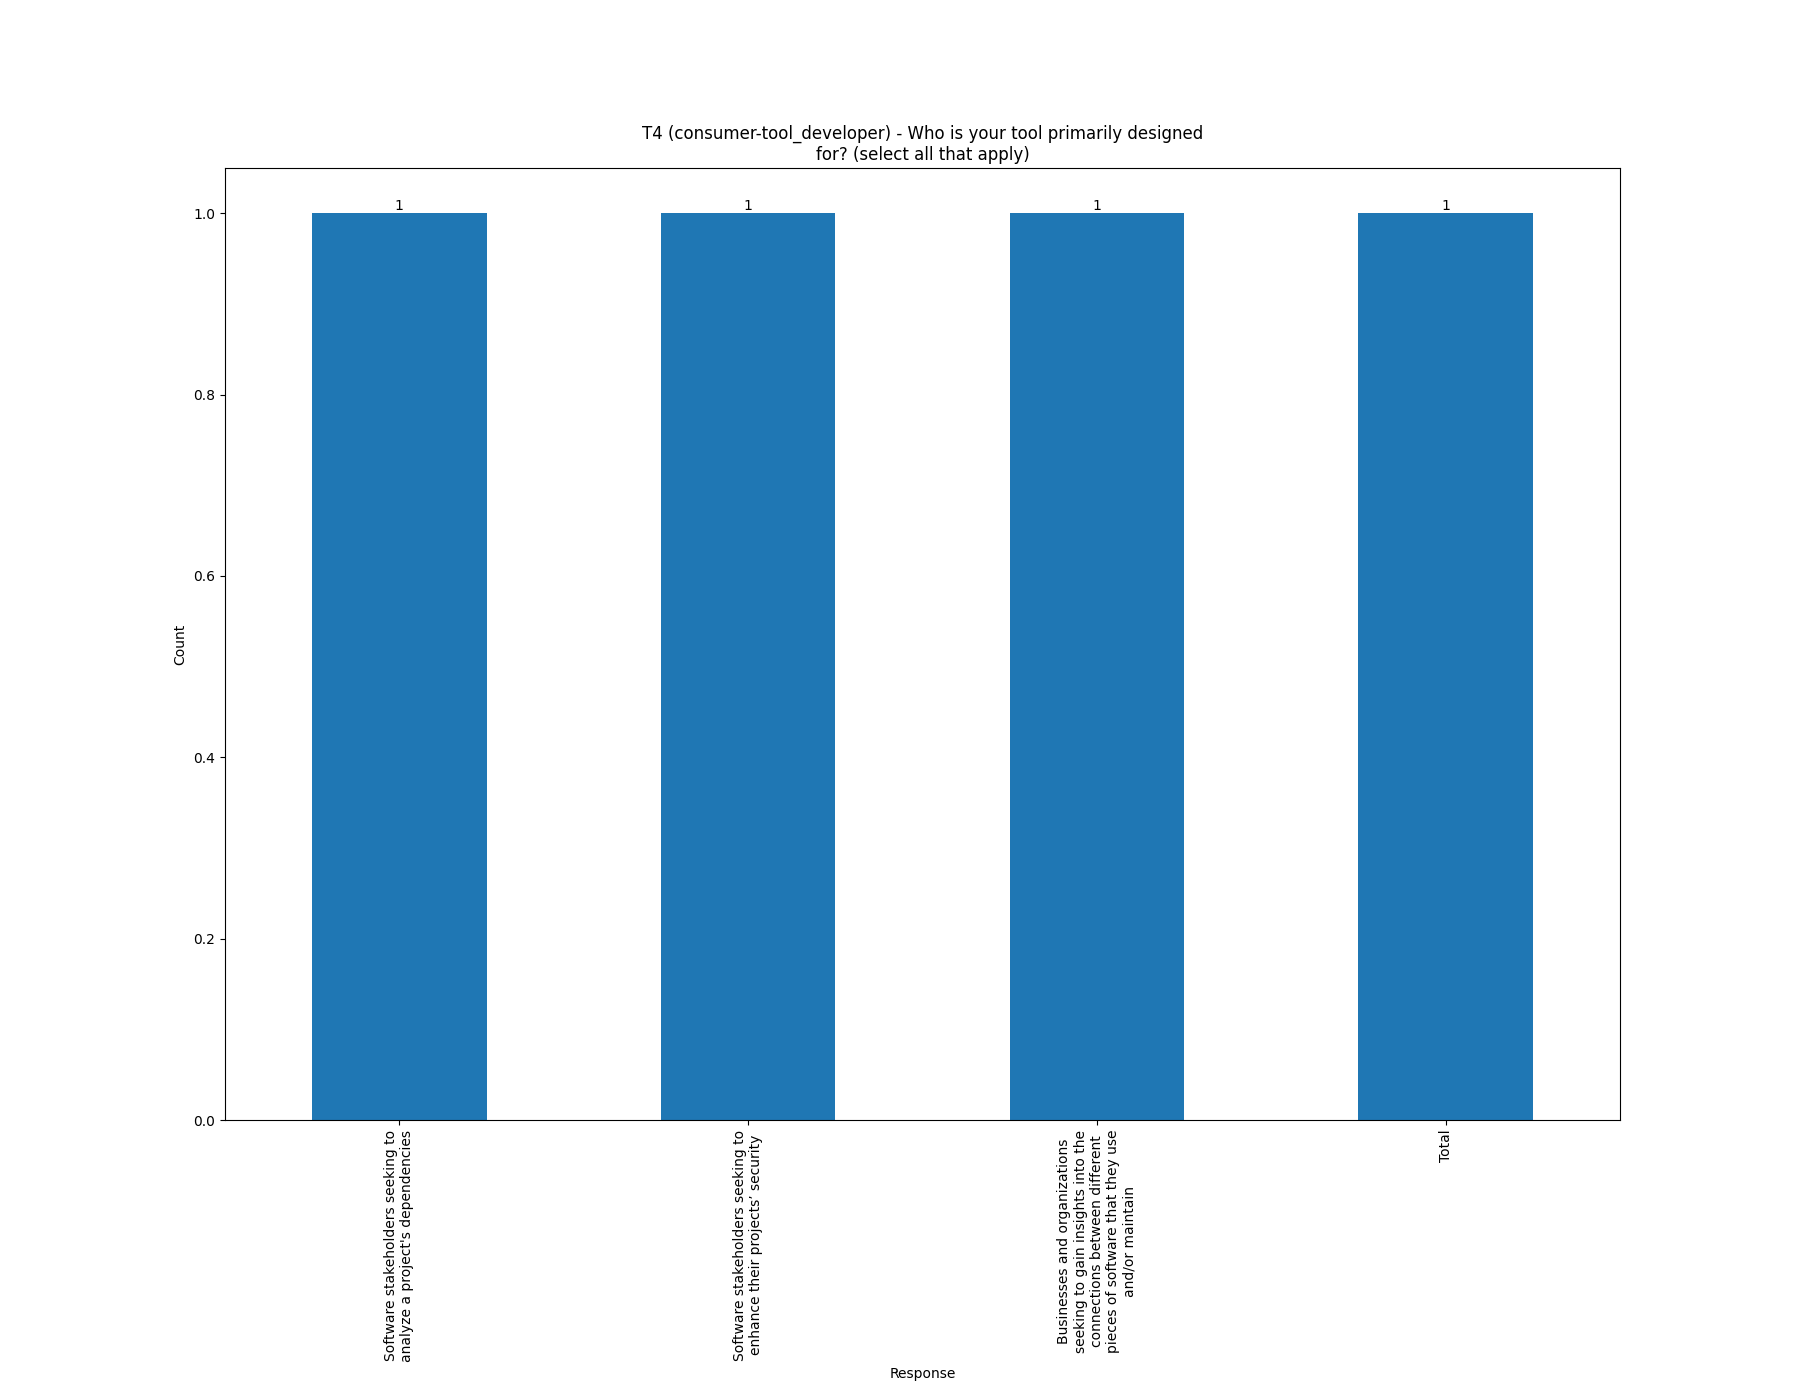 T4 (consumer-tool_developer) - Who is your tool primarily designed
for? (select all that apply)
1
1
1
1
1.0
0.8
0.6
0.4
0.2
0.0
Count
Software stakeholders seeking to
analyze a project's dependencies
Software stakeholders seeking to
enhance their projects’ security
Businesses and organizations
seeking to gain insights into the
connections between different
pieces of software that they use
and/or maintain
Total
Response